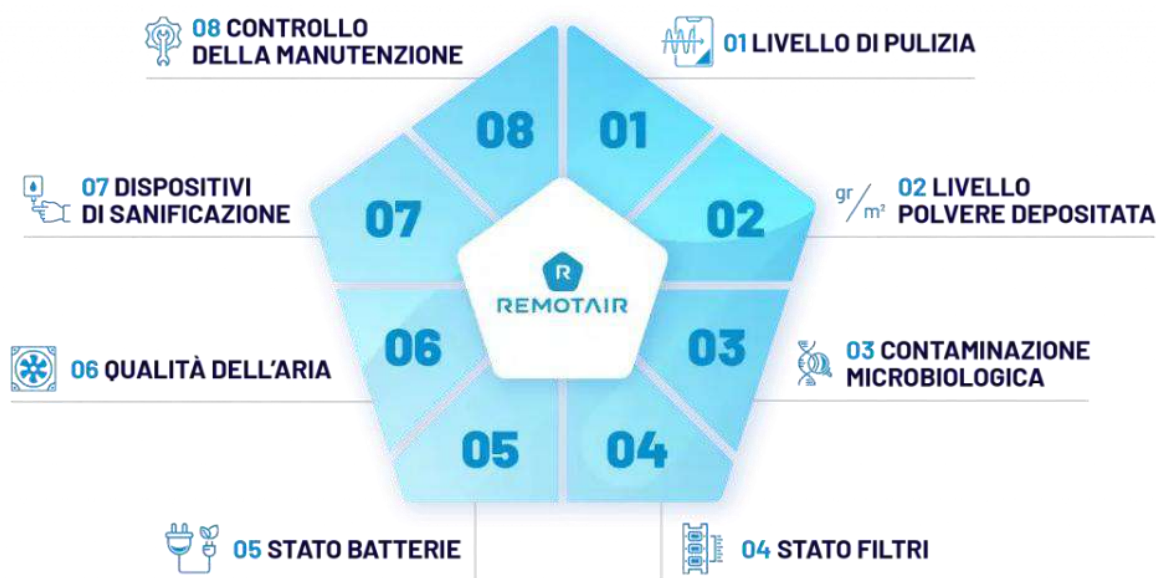 08 CONTROLLO
DELLA MANUTENZIONE
01 LIVELLO DI PULIZIA
08
01
07 DISPOSITIVI
DI SANIFICAZIONE
07
02
gr/m²
02 LIVELLO
POLVERE DEPOSITATA
R
REMOTAIR
06 QUALITÀ DELL'ARIA
06
03
03 CONTAMINAZIONE
MICROBIOLOGICA
05
04
05 STATO BATTERIE
04 STATO FILTRI